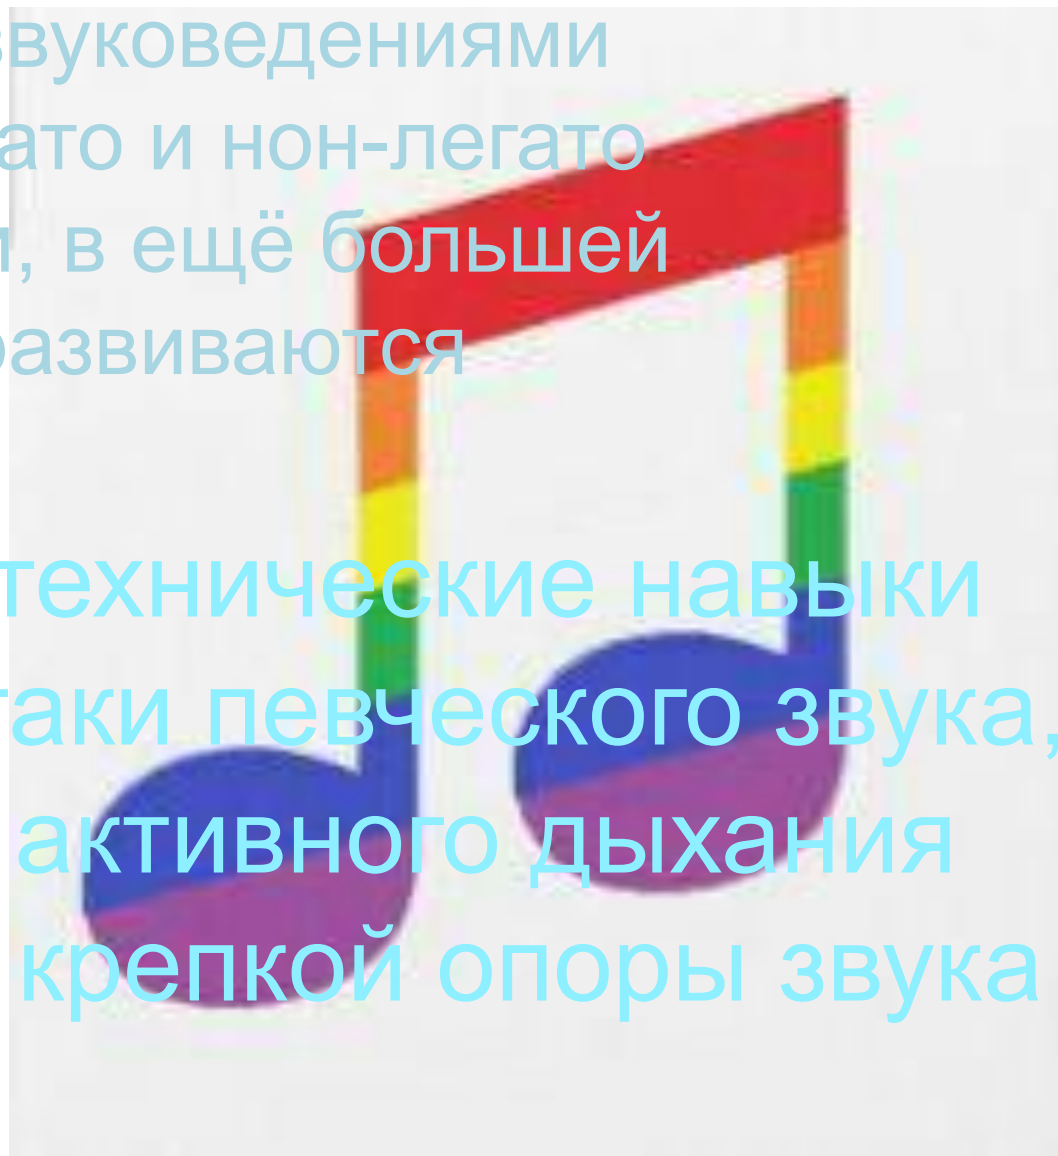 звуковедениями
ато и нон-легато
, в ещё большей
развиваются
технические навыки
таки певческого звука,
активного дыхания
крепкой опоры звука